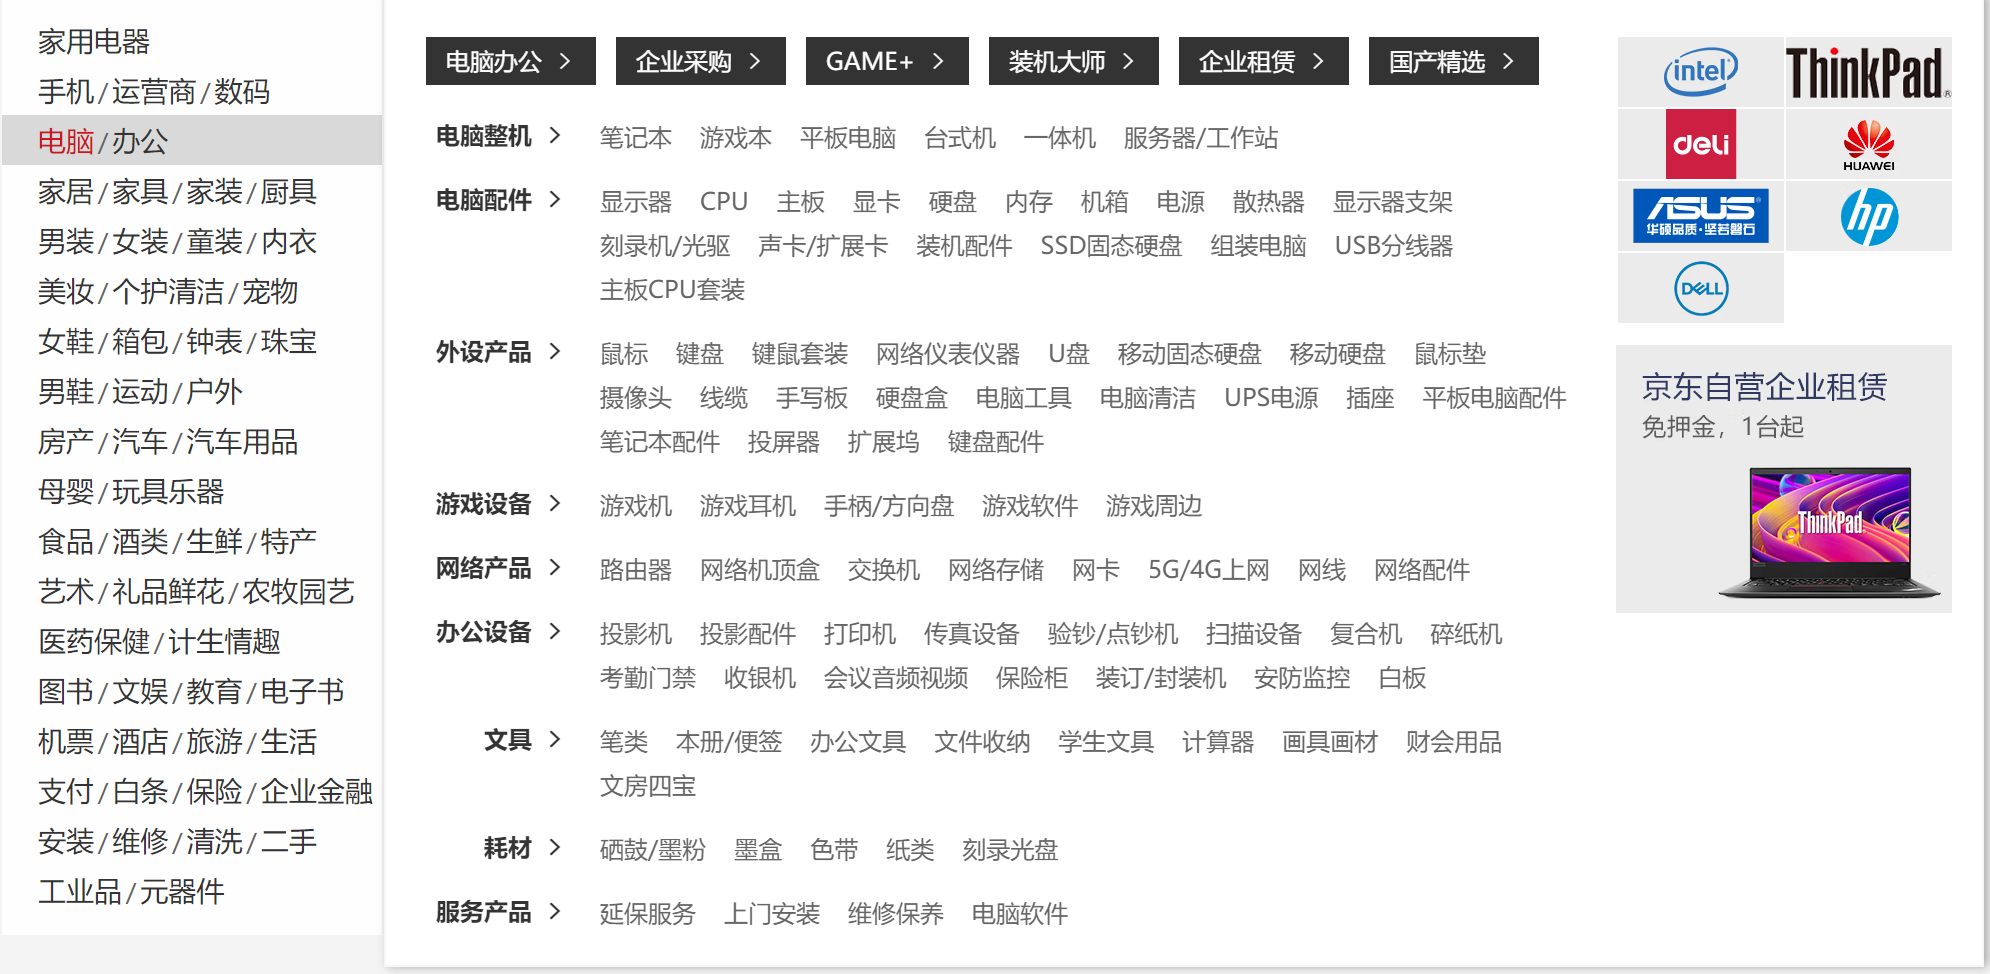 家用电器
手机/运营商/数码
电脑/办公
家居/家具/家装/厨具
男装/女装/童装/内衣
美妆/个护清洁/宠物
女鞋/箱包/钟表/珠宝
男鞋/运动/户外
房产/汽车/汽车用品
母婴/玩具乐器
食品/酒类/生鲜/特产
艺术/礼品鲜花/农牧园艺
医药保健/计生情趣
图书/文娱/教育/电子书
机票/酒店/旅游/生活
支付/白条/保险/企业金融
安装/维修/清洗/二手
工业品/元器件
电脑办公 > 企业采购 > GAME+ > 装机大师 > 企业租赁 > 国产精选 >
电脑整机 > 笔记本 游戏本 平板电脑 台式机 一体机 服务器/工作站
电脑配件 > 显示器 CPU 主板 显卡 硬盘 内存 机箱 电源 散热器 显示器支架
刻录机/光驱 声卡/扩展卡 装机配件 SSD固态硬盘 组装电脑 USB分线器
主板CPU套装
外设产品 > 鼠标 键盘 键鼠套装 网络仪表仪器 U盘 移动固态硬盘 移动硬盘 鼠标垫
摄像头 线缆 手写板 硬盘盒 电脑工具 电脑清洁 UPS电源 插座 平板电脑配件
笔记本配件 投屏器 扩展坞 键盘配件
游戏设备 > 游戏机 游戏耳机 手柄/方向盘 游戏软件 游戏周边
网络产品 > 路由器 网络机顶盒 交换机 网络存储 网卡 5G/4G上网 网线 网络配件
办公设备 > 投影机 投影配件 打印机 传真设备 验钞/点钞机 扫描设备 复合机 碎纸机
考勤门禁 收银机 会议音频视频 保险柜 装订/封装机 安防监控 白板
文具 > 笔类 本册/便签 办公文具 文件收纳 学生文具 计算器 画具画材 财会用品
文房四宝
耗材 > 硒鼓/墨粉 墨盒 色带 纸类 刻录光盘
服务产品 > 延保服务 上门安装 维修保养 电脑软件
intel ThinkPad®
deli HUAWEI
ASUS® hp
华硕品质·坚若磐石
DELL
京东自营企业租赁
免押金，1台起
ThinkPad